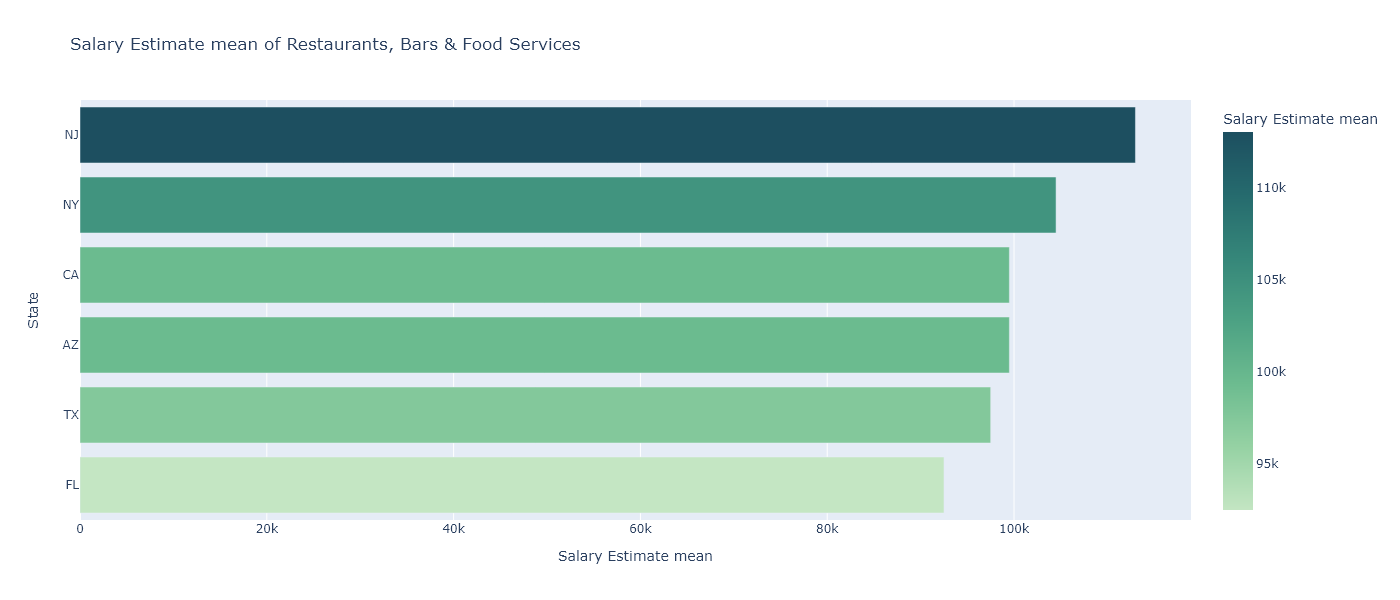 Salary Estimate mean of Restaurants, Bars & Food Services
State
NJ
NY
CA
AZ
TX
FL
0 20k 40k 60k 80k 100k
Salary Estimate mean
Salary Estimate mean
110k
105k
100k
95k